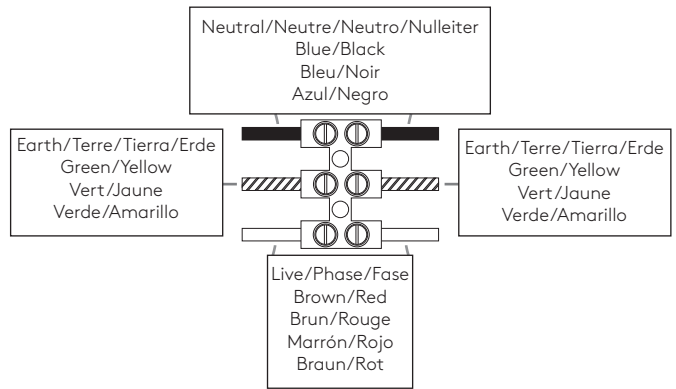 Neutral/Neutre/Neutro/Nulleiter
Blue/Black
Bleu/Noir
Azul/Negro
Earth/Terre/Tierra/Erde
Green/Yellow
Vert/Jaune
Verde/Amarillo
Earth/Terre/Tierra/Erde
Green/Yellow
Vert/Jaune
Verde/Amarillo
Live/Phase/Fase
Brown/Red
Brun/Rouge
Marrón/Rojo
Braun/Rot